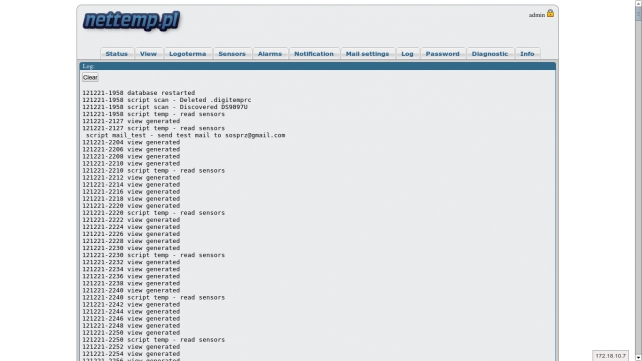 nettemp.pl
admin
Status View Logoterma Sensors Alarms Notification Mail settings Log Password Diagnostic Info
Log:
Clear
121221-1958 database restarted
121221-1958 script scan - Deleted .digitemprc
121221-1958 script scan - Discovered DS9097U
121221-1958 script temp - read sensors
121221-2127 view generated
121221-2127 script temp - read sensors
script mail_test - send test mail to sosprz@gmail.com
121221-2204 view generated
121221-2206 view generated
121221-2208 view generated
121221-2210 view generated
121221-2210 script temp - read sensors
121221-2212 view generated
121221-2214 view generated
121221-2216 view generated
121221-2218 view generated
121221-2220 view generated
121221-2220 script temp - read sensors
121221-2222 view generated
121221-2224 view generated
121221-2226 view generated
121221-2228 view generated
121221-2230 view generated
121221-2230 script temp - read sensors
121221-2232 view generated
121221-2234 view generated
121221-2236 view generated
121221-2238 view generated
121221-2240 view generated
121221-2240 script temp - read sensors
121221-2242 view generated
121221-2244 view generated
121221-2246 view generated
121221-2248 view generated
121221-2250 view generated
121221-2250 script temp - read sensors
121221-2252 view generated
121221-2254 view generated
121221-2256 view generated
172.18.10.7